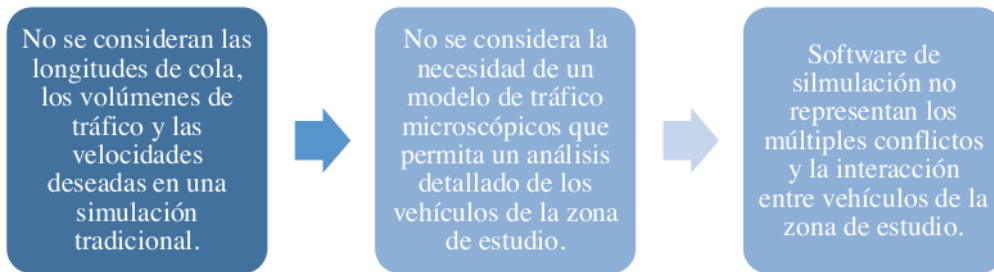 No se consideran las
longitudes de cola,
los volúmenes de
tráfico y las
velocidades
deseadas en una
simulación
tradicional.
No se considera la
necesidad de un
modelo de tráfico
microscópicos que
permita un análisis
detallado de los
vehículos de la zona
de estudio.
Software de
silmulación no
representan los
múltiples conflictos
y la interacción
entre vehículos de la
zona de estudio.